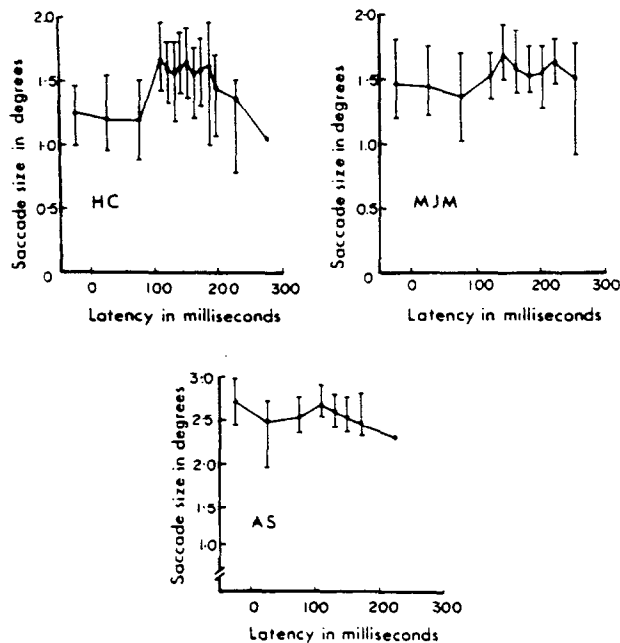 2·0
1·5
1·0
0·5
0
Saccade size in degrees
HC
0 100 200 300
Latency in milliseconds
2·0
1·5
1·0
0·5
0
Saccade size in degrees
MJM
0 100 200 300
Latency in milliseconds
3·0
2·5
2·0
1·5
1·0
Saccade size in degrees
AS
0 100 200 300
Latency in milliseconds